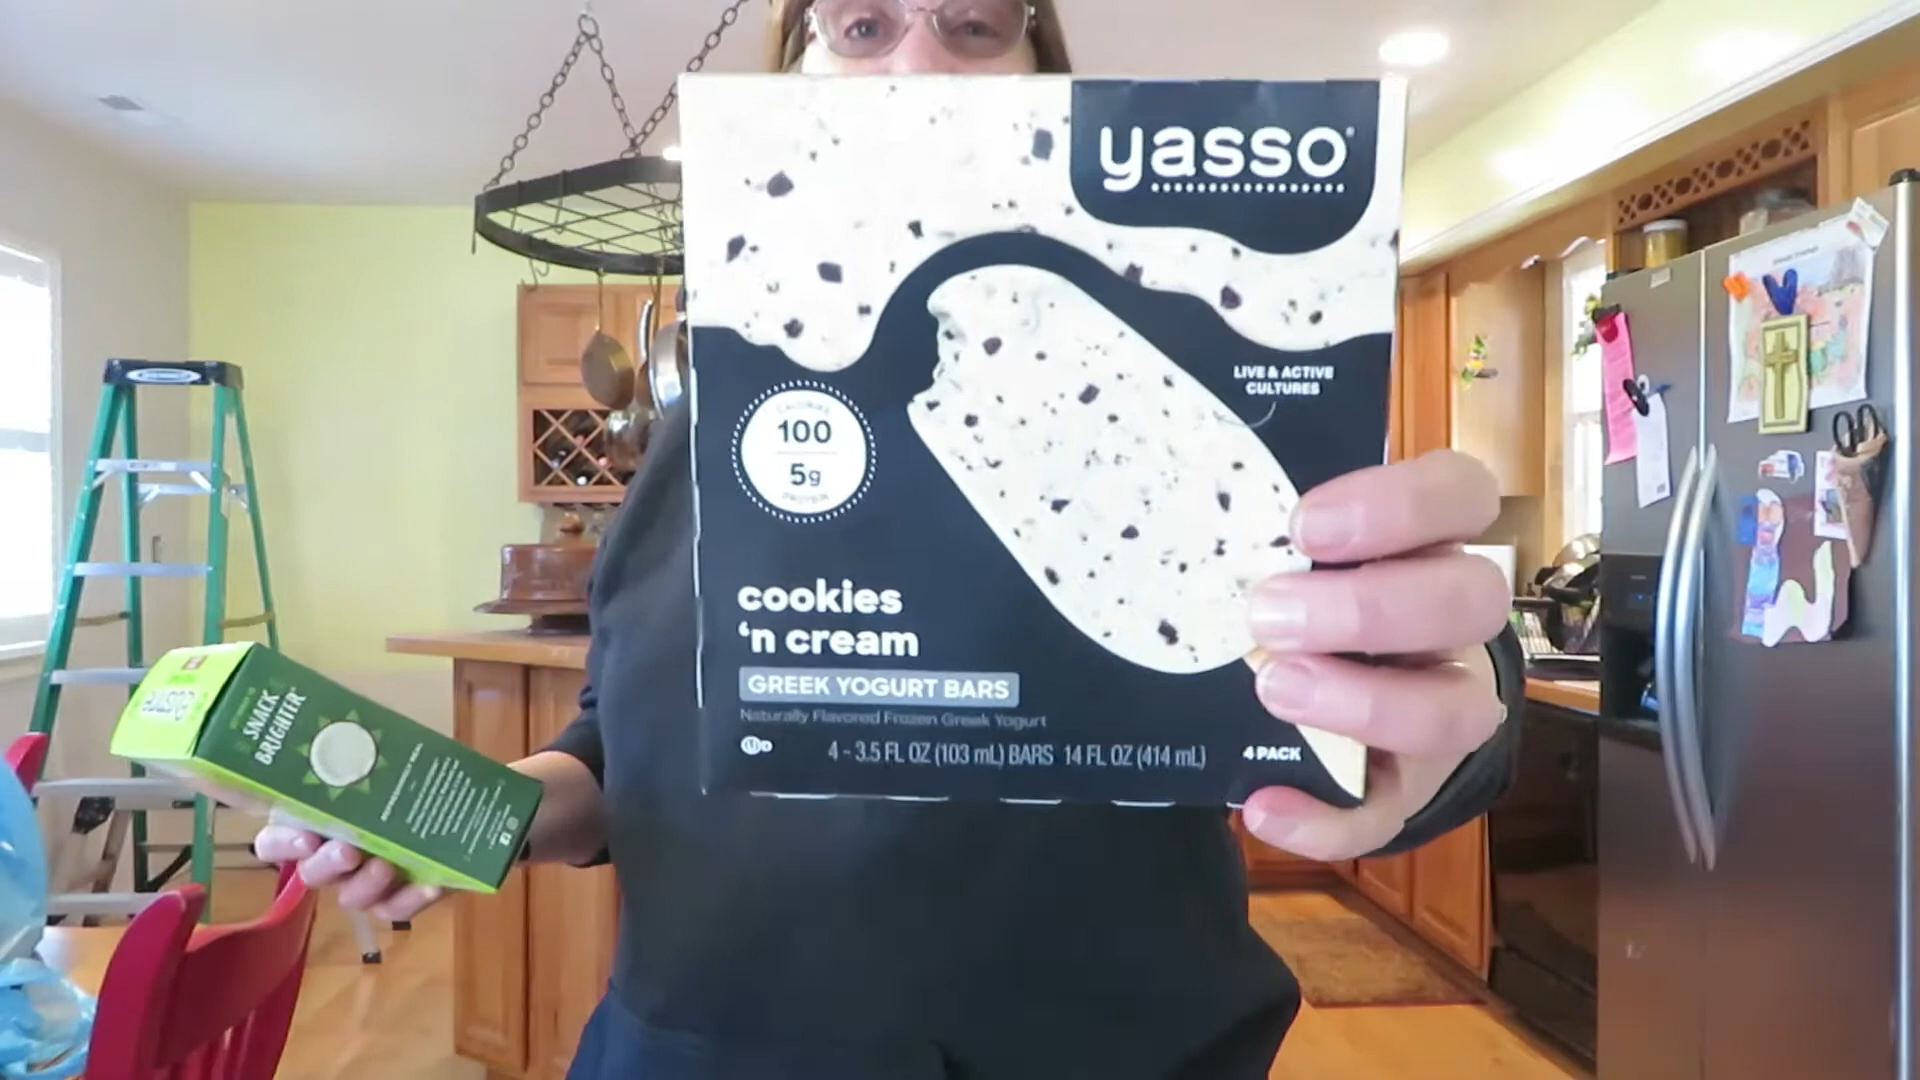 yasso
LIVE & ACTIVE
CULTURES
CALORIES
100
5g
PROTEIN
cookies
'n cream
GREEK YOGURT BARS
Naturally Flavored Frozen Greek Yogurt
4 - 3.5 FL OZ (103 mL) BARS 14 FL OZ (414 mL)
4 PACK
SNACK
BRIGHTER